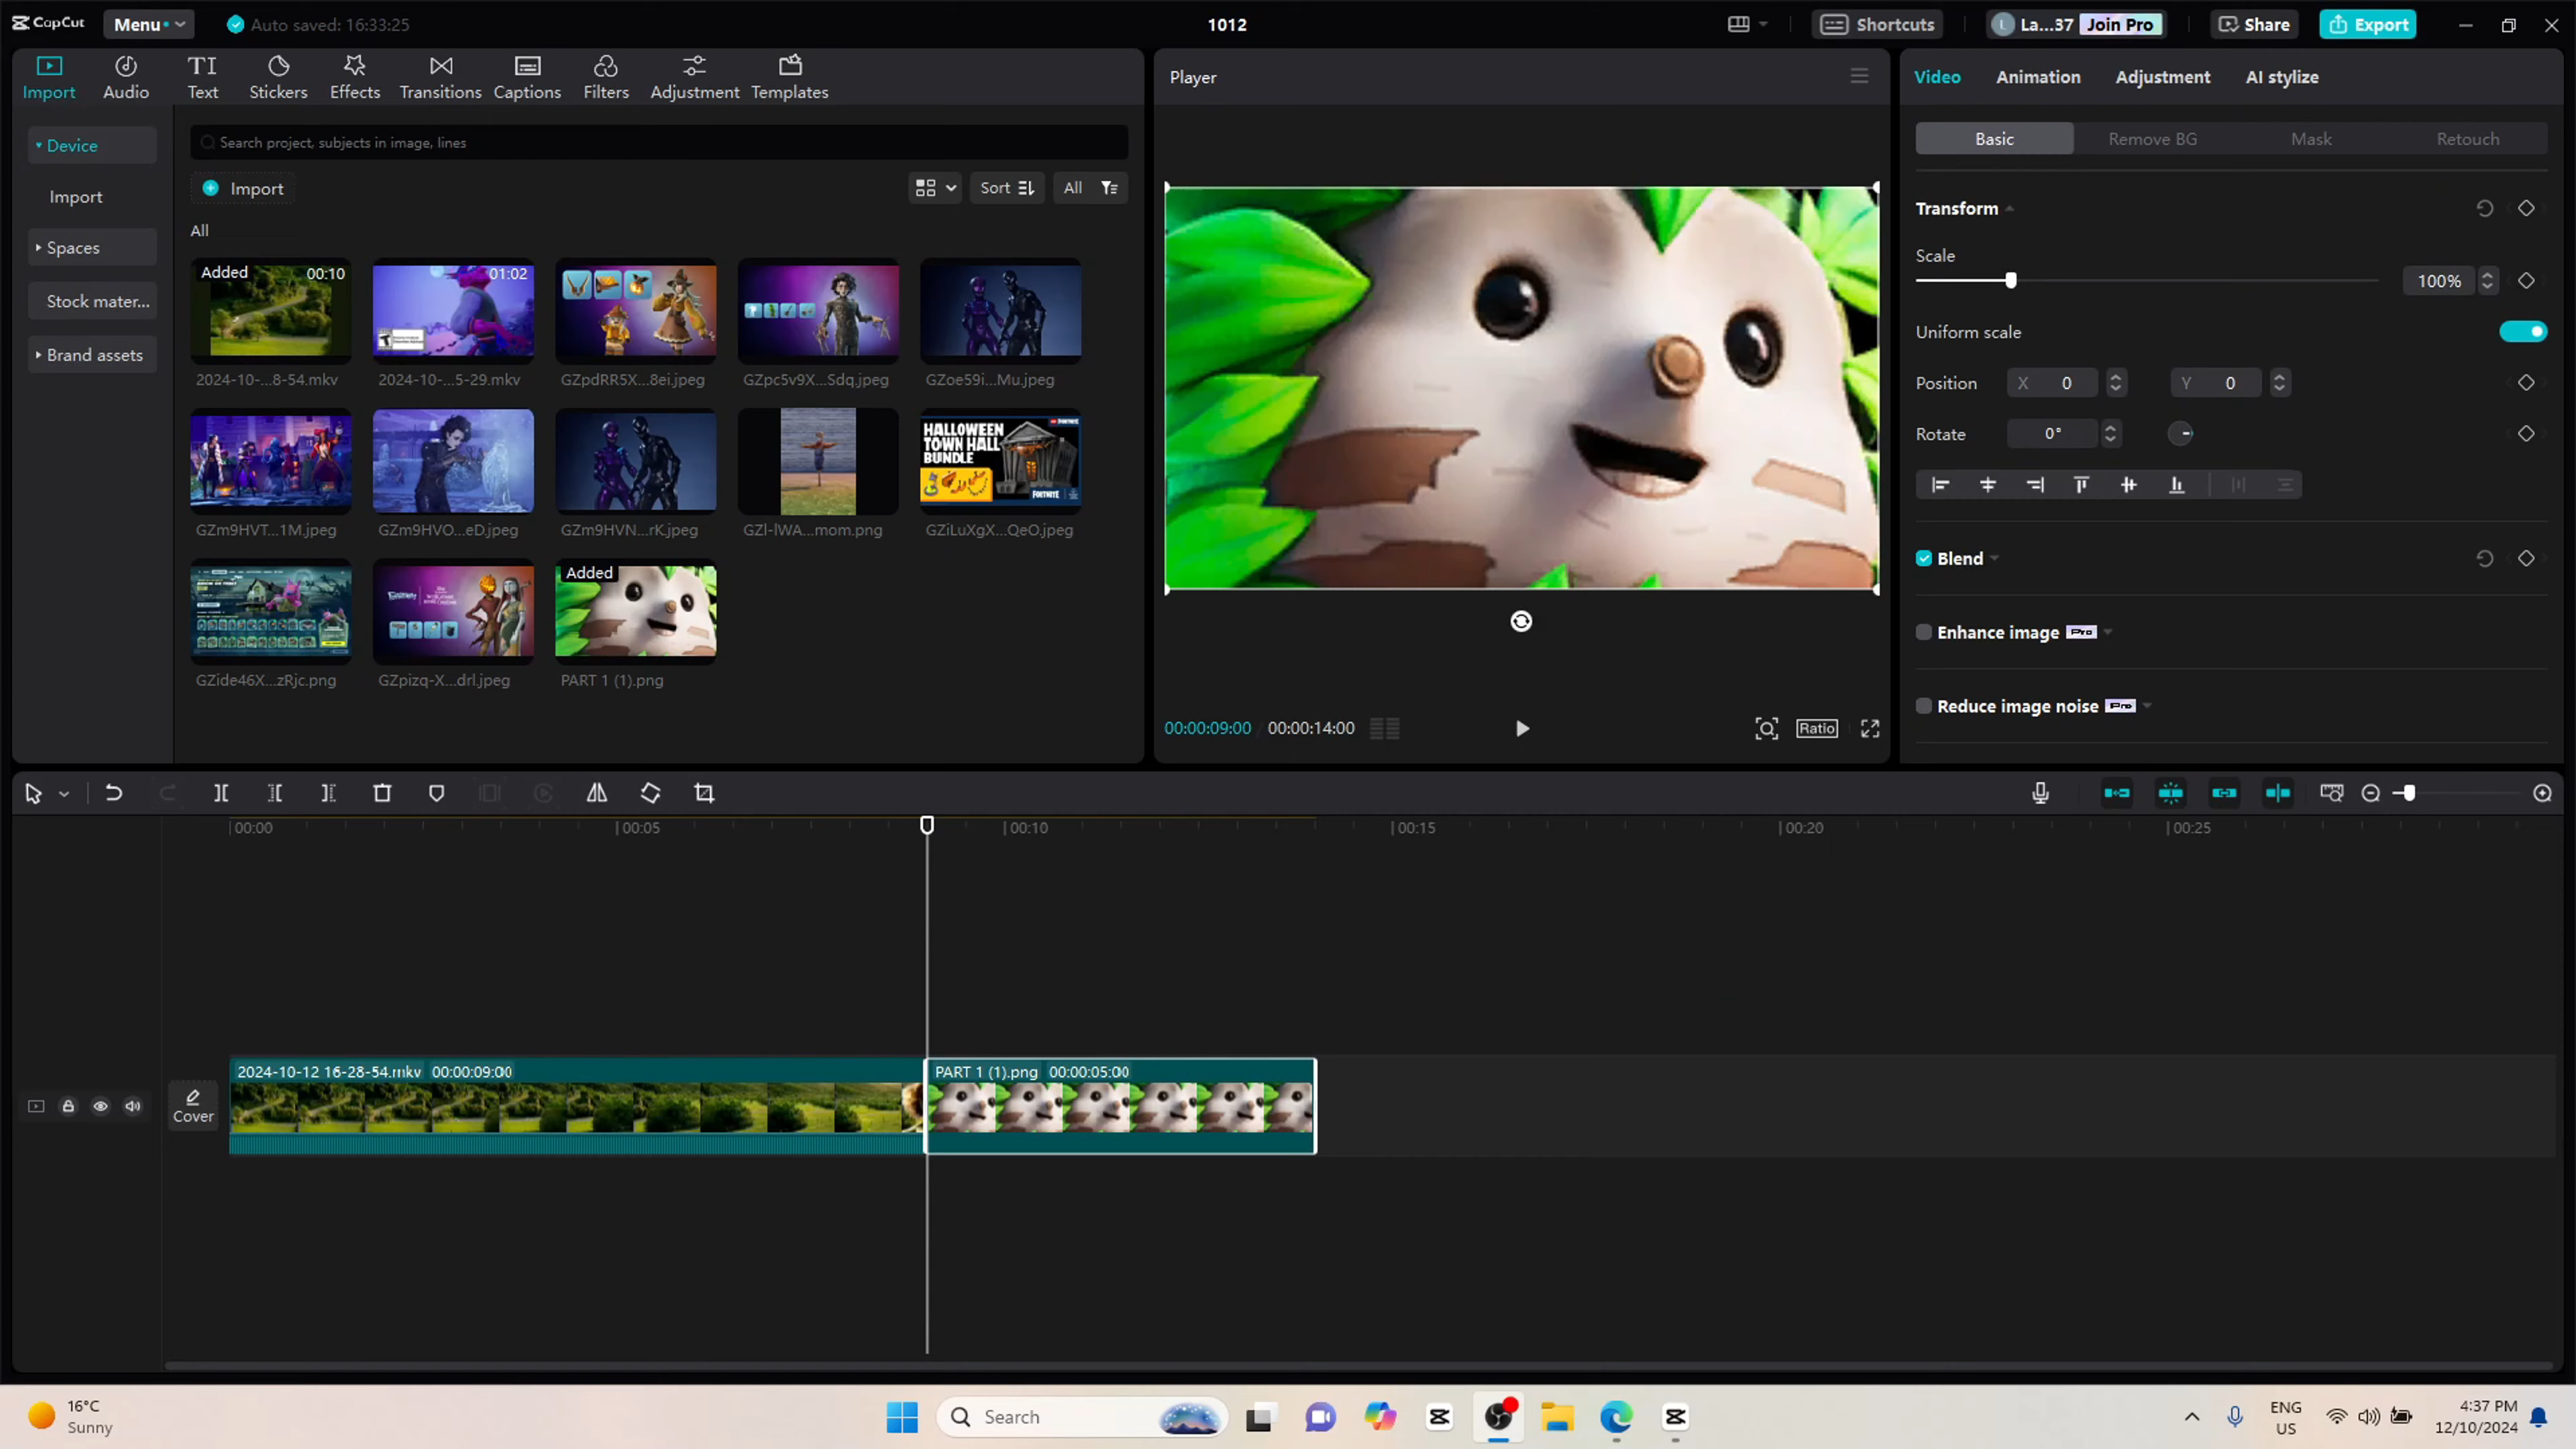 CapCut Menu Auto saved: 16:33:25 1012 Shortcuts L La...37 Join Pro Share Export
Import Audio Text Stickers Effects Transitions Captions Filters Adjustment Templates
Device
Import
Spaces
Stock mater...
Brand assets
Search project, subjects in image, lines
Import Sort All
All
Added 00:10 01:02
2024-10-...8-54.mkv 2024-10-...5-29.mkv GZpdRR5X...8ei.jpeg GZpc5v9X...Sdq.jpeg GZoe59i...Mu.jpeg
HALLOWEEN
TOWN HALL
BUNDLE
FORTNITE
GZm9HVT...1M.jpeg GZm9HVO...eD.jpeg GZm9HVN...rK.jpeg GZl-lWA...mom.png GZiLuXgX...QeO.jpeg
Added
GZide46X...zRjc.png GZpizq-X...drl.jpeg PART 1 (1).png
Player
00:00:09:00 00:00:14:00 Ratio
Video Animation Adjustment AI stylize
Basic Remove BG Mask Retouch
Transform
Scale
100%
Uniform scale
Position X 0 Y 0
Rotate 0°
Blend
Enhance image Pro
Reduce image noise Pro
00:00 00:05 00:10 00:15 00:20 00:25
2024-10-12 16-28-54.mkv 00:00:09:00 PART 1 (1).png 00:00:05:00
Cover
16°C
Sunny
Search
ENG
US
4:37 PM
12/10/2024